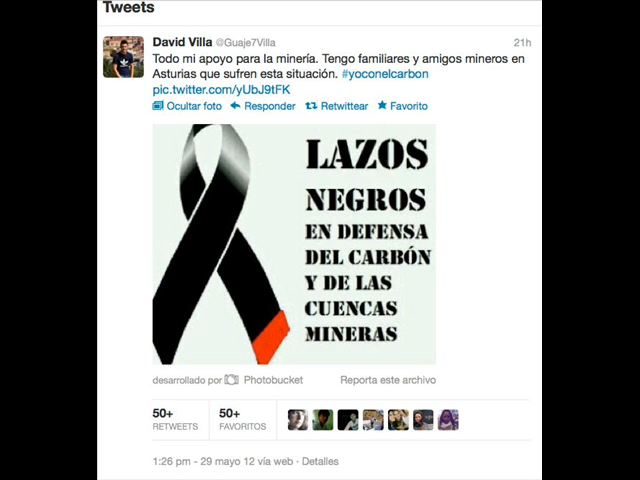 Tweets
David Villa @Guaje7Villa 21h
Todo mi apoyo para la minería. Tengo familiares y amigos mineros en
Asturias que sufren esta situación. #yoconelcarbon
pic.twitter.com/yUbJ9tFK
Ocultar foto Responder Retwittear Favorito
LAZOS
NEGROS
EN DEFENSA
DEL CARBÓN
Y DE LAS
CUENCAS
MINERAS
desarrollado por Photobucket Reporta este archivo
50+ 50+
RETWEETS FAVORITOS
1:26 pm - 29 mayo 12 vía web · Detalles